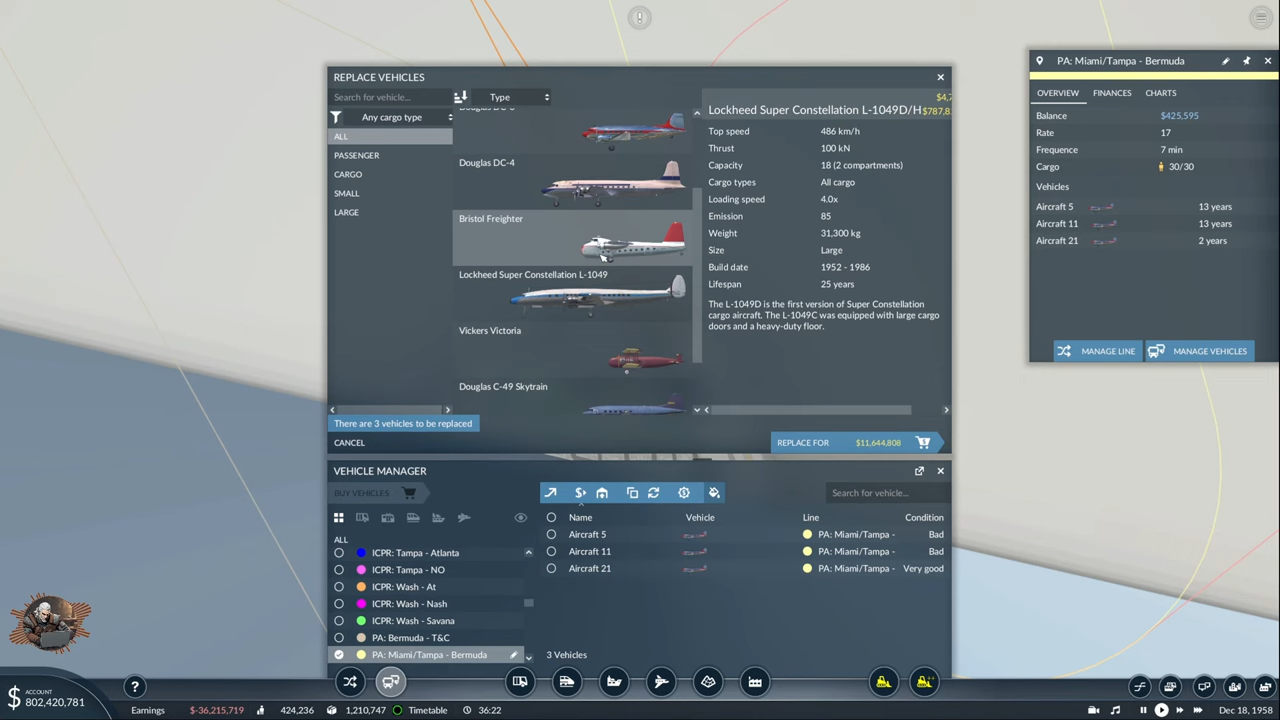 REPLACE VEHICLES
Search for vehicle...
Type
Any cargo type
ALL
PASSENGER
CARGO
SMALL
LARGE
Douglas DC-4
Bristol Freighter
Lockheed Super Constellation L-1049
Vickers Victoria
Douglas C-49 Skytrain
Lockheed Super Constellation L-1049D/H
Top speed 486 km/h
Thrust 100 kN
Capacity 18 (2 compartments)
Cargo types All cargo
Loading speed 4.0x
Emission 85
Weight 31,300 kg
Size Large
Build date 1952 - 1986
Lifespan 25 years
The L-1049D is the first version of Super Constellation
cargo aircraft. The L-1049C was equipped with large cargo
doors and a heavy-duty floor.
There are 3 vehicles to be replaced
CANCEL
REPLACE FOR $11,644,808
PA: Miami/Tampa - Bermuda
OVERVIEW FINANCES CHARTS
Balance $425,595
Rate 17
Frequency 7 min
Cargo 30/30
Vehicles
Aircraft 5 13 years
Aircraft 11 13 years
Aircraft 21 2 years
MANAGE LINE MANAGE VEHICLES
VEHICLE MANAGER
BUY VEHICLES
Search for vehicle...
ALL
ICPR: Tampa - Atlanta
ICPR: Tampa - NO
ICPR: Wash - At
ICPR: Wash - Nash
ICPR: Wash - Savana
PA: Bermuda - T&C
PA: Miami/Tampa - Bermuda
Name Vehicle Line Condition
Aircraft 5 PA: Miami/Tampa - Bad
Aircraft 11 PA: Miami/Tampa - Bad
Aircraft 21 PA: Miami/Tampa - Very good
3 Vehicles
ACCOUNT
$ 802,420,781
?
Earnings $-36,215,719 424,236 1,210,747 Timetable 36:22
Dec 18, 1958